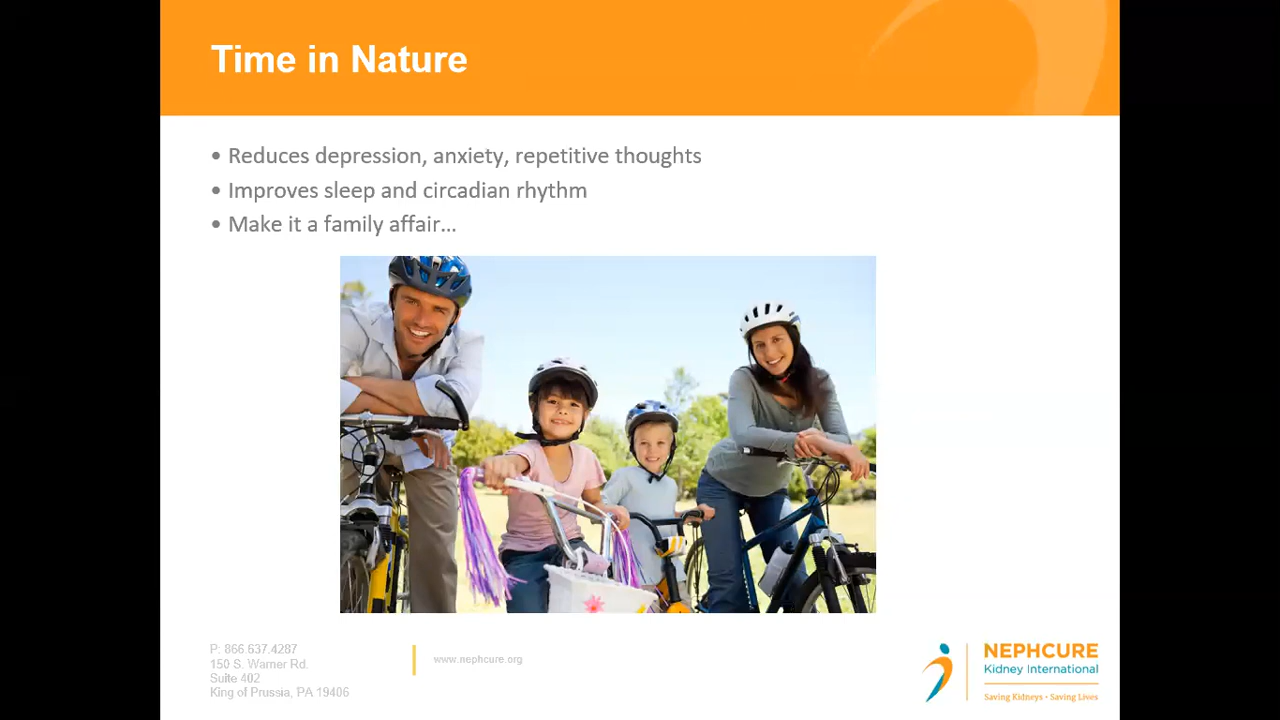 Time in Nature
• Reduces depression, anxiety, repetitive thoughts
• Improves sleep and circadian rhythm
• Make it a family affair…
P: 866.637.4287
150 S. Warner Rd.
Suite 402
King of Prussia, PA 19406
www.nephcure.org
NEPHCURE
Kidney International
Saving Kidneys • Saving Lives